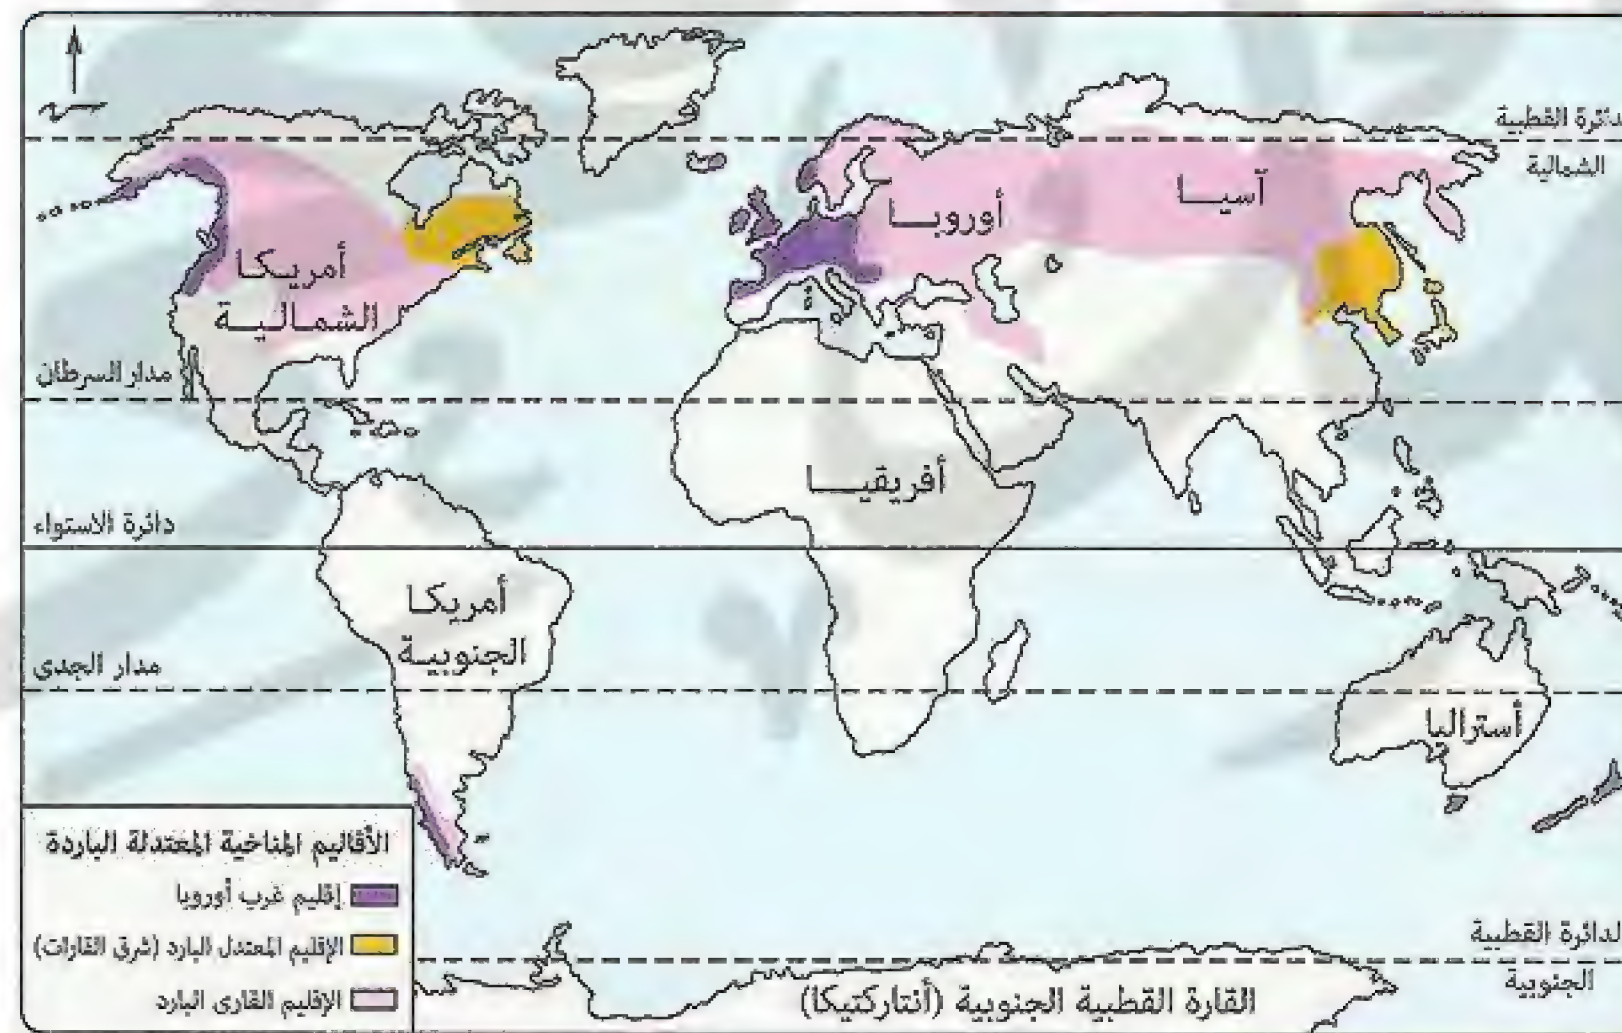 الدائرة القطبية
الشمالية
آسيا
أوروبا
أمريكا
الشمالية
مدار السرطان
أفريقيا
دائرة الاستواء
أمريكا
الجنوبية
مدار الجدى
أستراليا
الأقاليم المناخية المعتدلة الباردة
إقليم غرب أوروبا
الإقليم المعتدل البارد (شرق القارات)
الإقليم القارى البارد
الدائرة القطبية
الجنوبية
القارة القطبية الجنوبية (أنتاركتيكا)